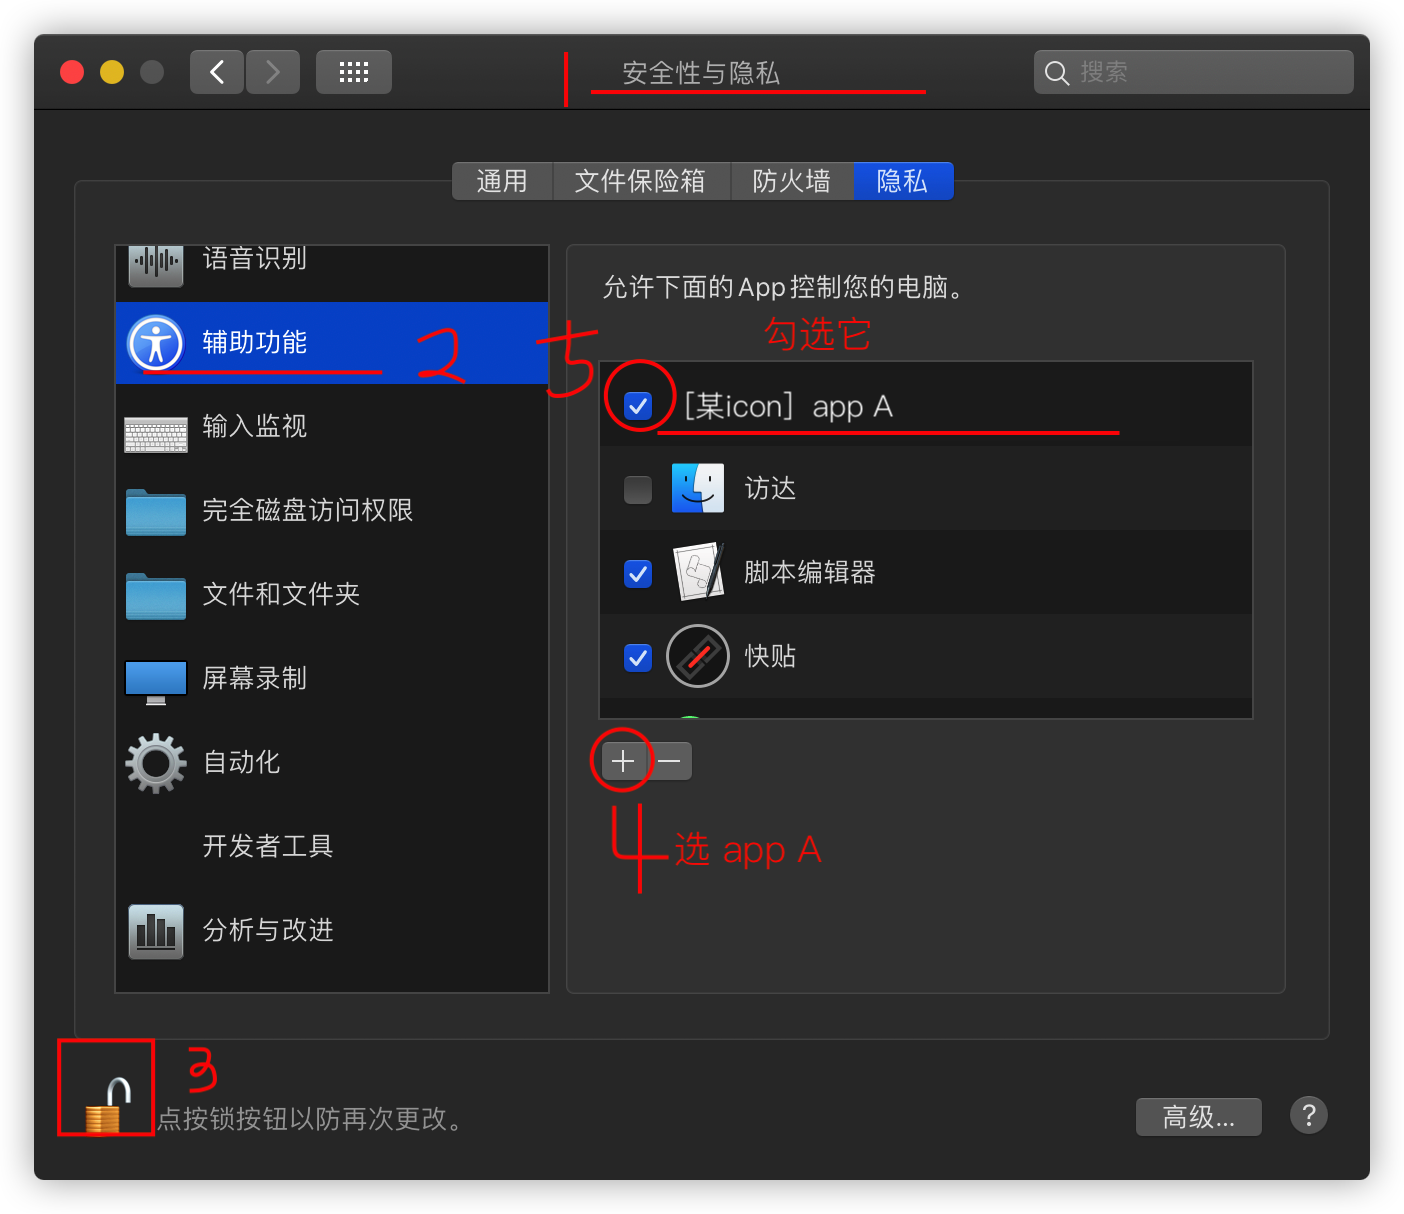 1 安全性与隐私 搜索
通用 文件保险箱 防火墙 隐私
语音识别
辅助功能 2
输入监视
完全磁盘访问权限
文件和文件夹
屏幕录制
自动化
开发者工具
分析与改进
允许下面的App控制您的电脑。
勾选它
5
[某icon] app A
访达
脚本编辑器
快贴
4 选 app A
3
点按锁按钮以防再次更改。
高级... ?